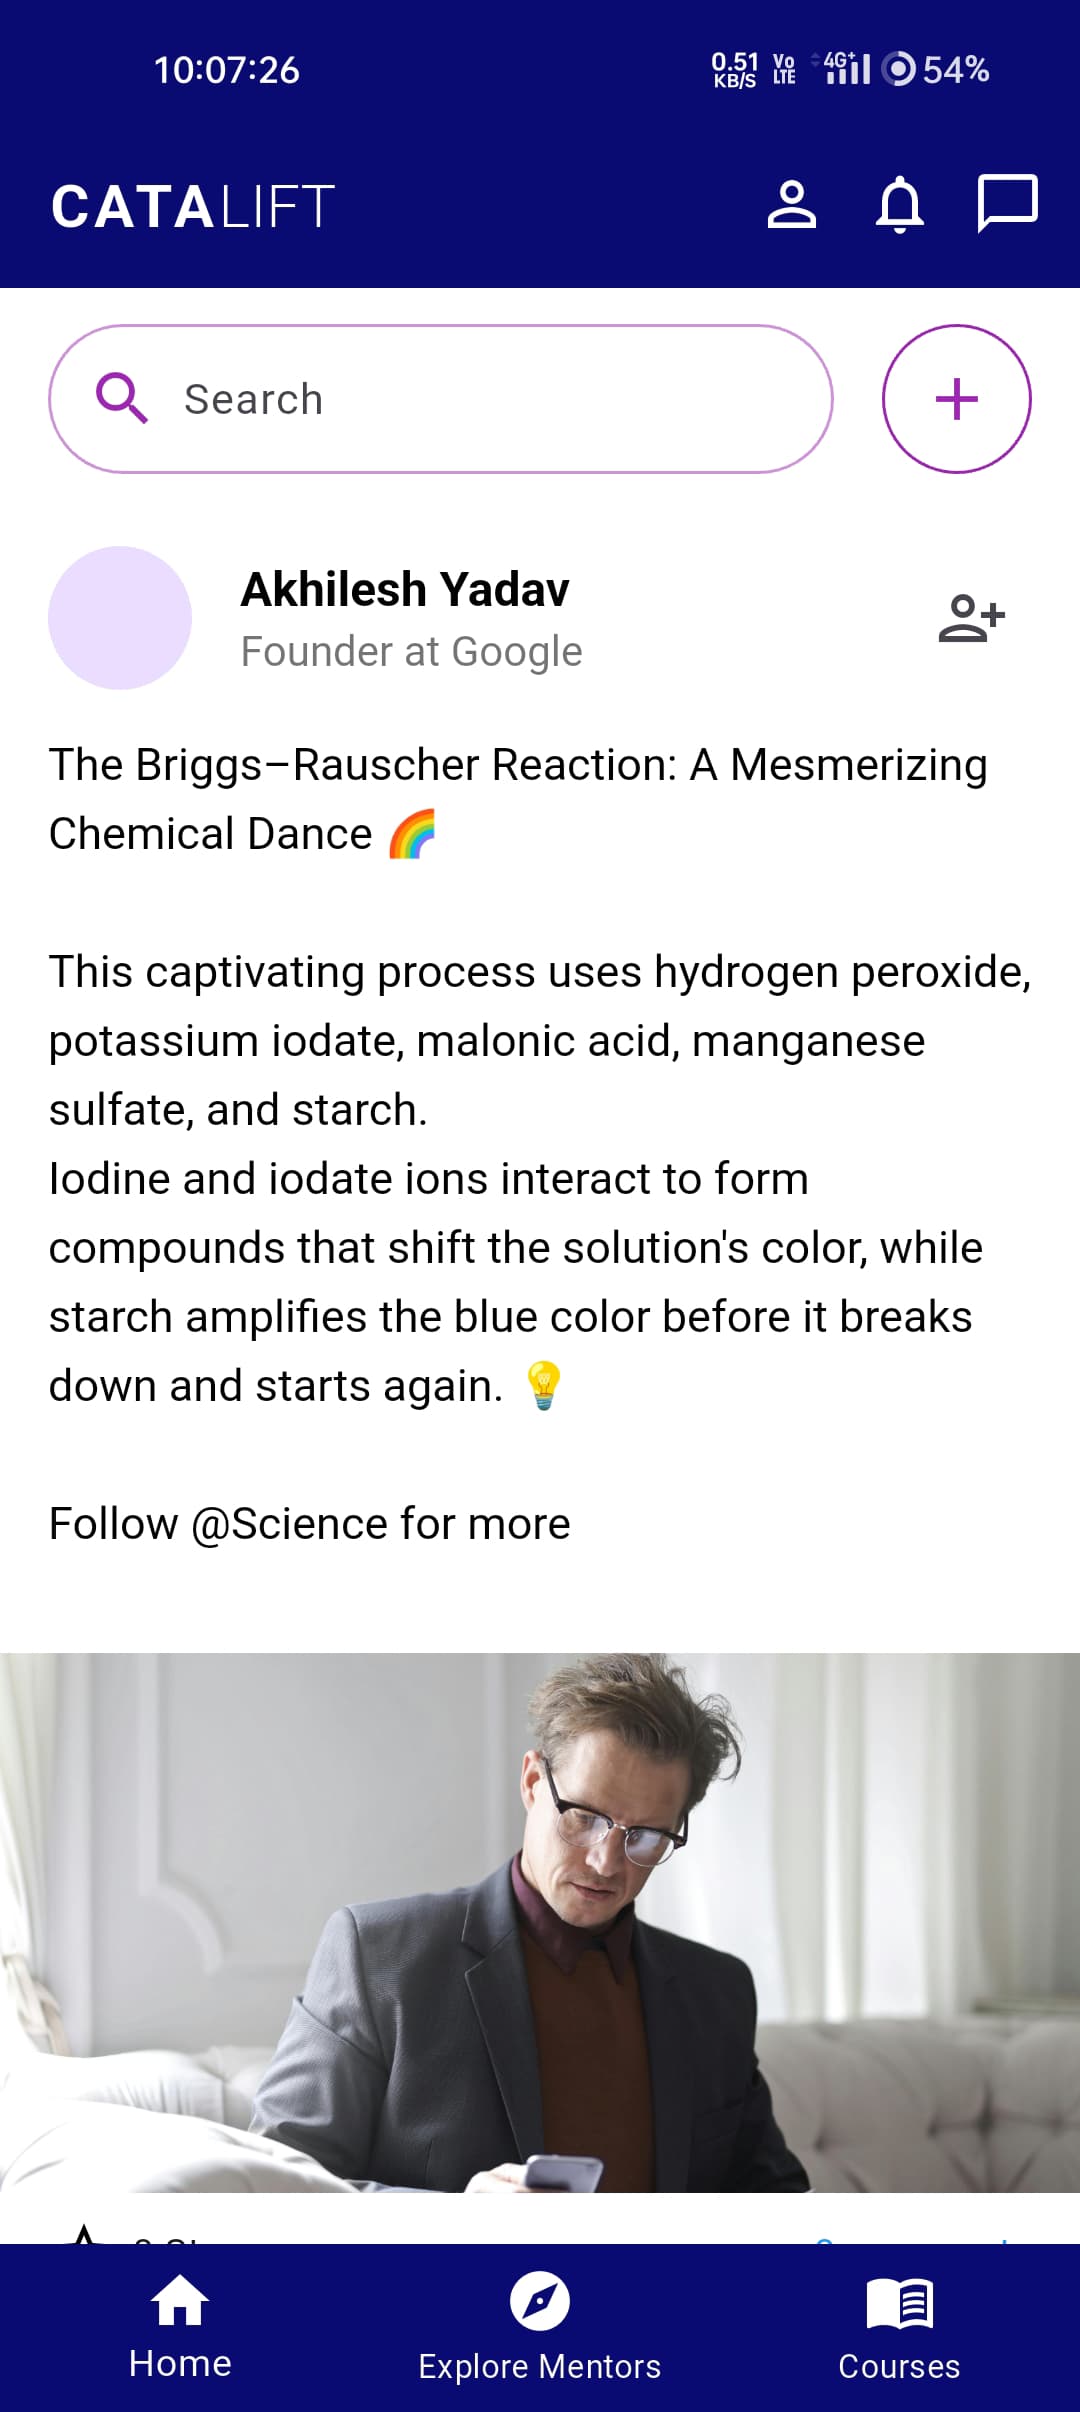 10:07:26
0.51 KB/S Vo LTE 4G+ 54%
CATALIFT
Search
Akhilesh Yadav
Founder at Google
The Briggs–Rauscher Reaction: A Mesmerizing
Chemical Dance 🌈
This captivating process uses hydrogen peroxide,
potassium iodate, malonic acid, manganese
sulfate, and starch.
Iodine and iodate ions interact to form
compounds that shift the solution's color, while
starch amplifies the blue color before it breaks
down and starts again. 💡
Follow @Science for more
Home
Explore Mentors
Courses